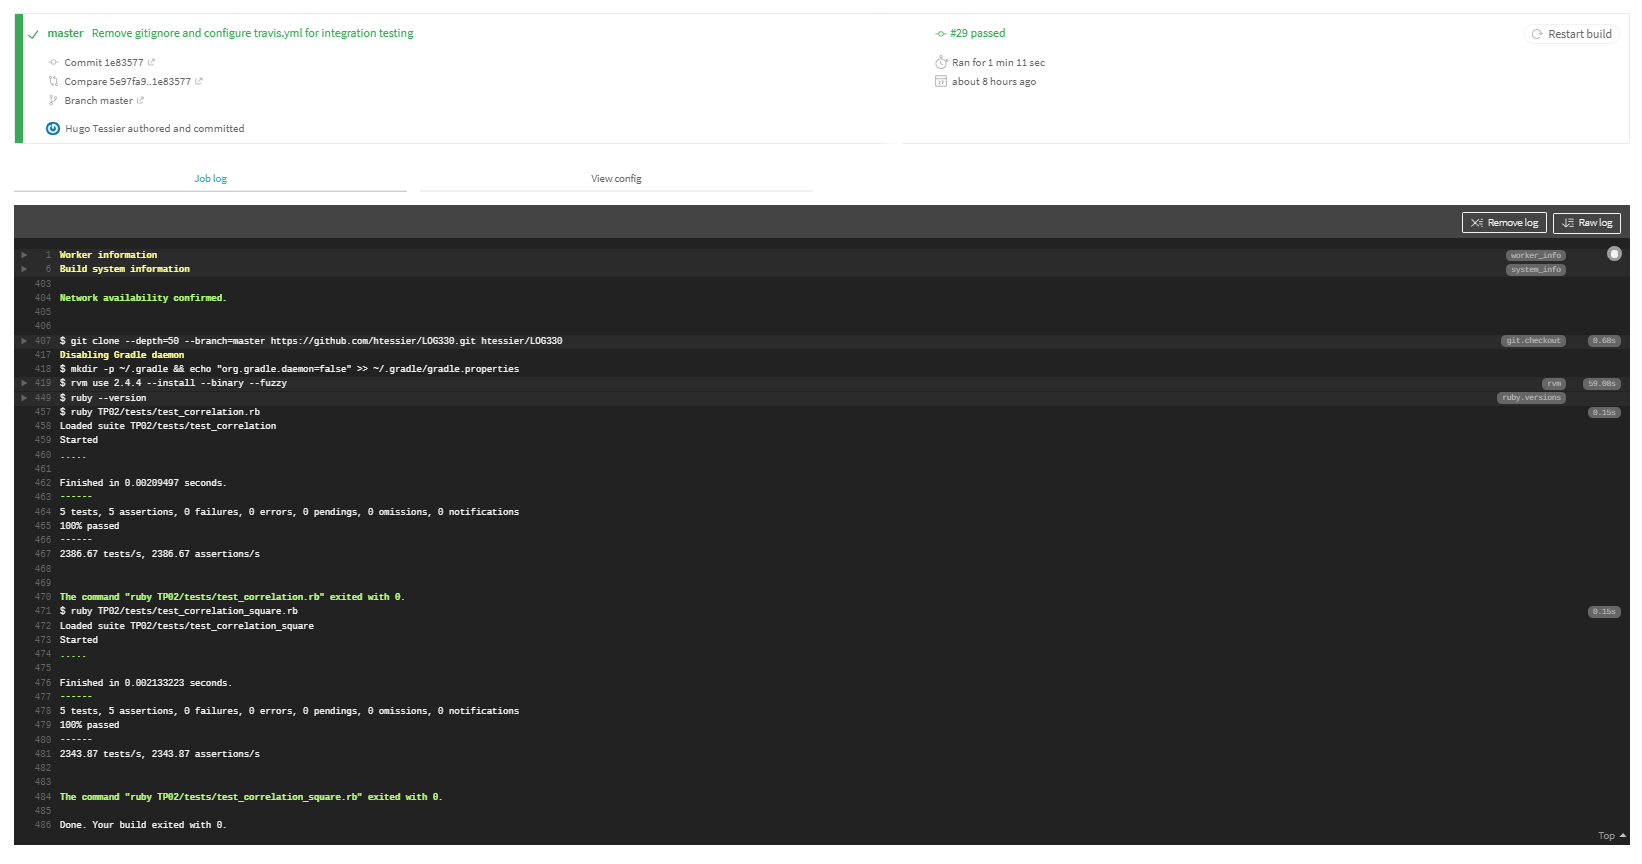 master Remove gitignore and configure travis.yml for integration testing
Commit 1e83577
Compare 5e97fa9..1e83577
Branch master
Hugo Tessier authored and committed
#29 passed
Ran for 1 min 11 sec
about 8 hours ago
Restart build
Job log
View config
Remove log
Raw log
1 Worker information worker_info
6 Build system information system_info
403
404 Network availability confirmed.
405
406
407 $ git clone --depth=50 --branch=master https://github.com/htessier/LOG330.git htessier/LOG330 git.checkout 0.68s
417 Disabling Gradle daemon
418 $ mkdir -p ~/.gradle && echo "org.gradle.daemon=false" >> ~/.gradle/gradle.properties
419 $ rvm use 2.4.4 --install --binary --fuzzy rvm 59.08s
449 $ ruby --version ruby.versions
457 $ ruby TP02/tests/test_correlation.rb 0.15s
458 Loaded suite TP02/tests/test_correlation
459 Started
460 .....
461
462 Finished in 0.00209497 seconds.
463 ------
464 5 tests, 5 assertions, 0 failures, 0 errors, 0 pendings, 0 omissions, 0 notifications
465 100% passed
466 ------
467 2386.67 tests/s, 2386.67 assertions/s
468
469
470 The command "ruby TP02/tests/test_correlation.rb" exited with 0.
471 $ ruby TP02/tests/test_correlation_square.rb 0.15s
472 Loaded suite TP02/tests/test_correlation_square
473 Started
474 .....
475
476 Finished in 0.002133223 seconds.
477 ------
478 5 tests, 5 assertions, 0 failures, 0 errors, 0 pendings, 0 omissions, 0 notifications
479 100% passed
480 ------
481 2343.87 tests/s, 2343.87 assertions/s
482
483
484 The command "ruby TP02/tests/test_correlation_square.rb" exited with 0.
485
486 Done. Your build exited with 0.
Top